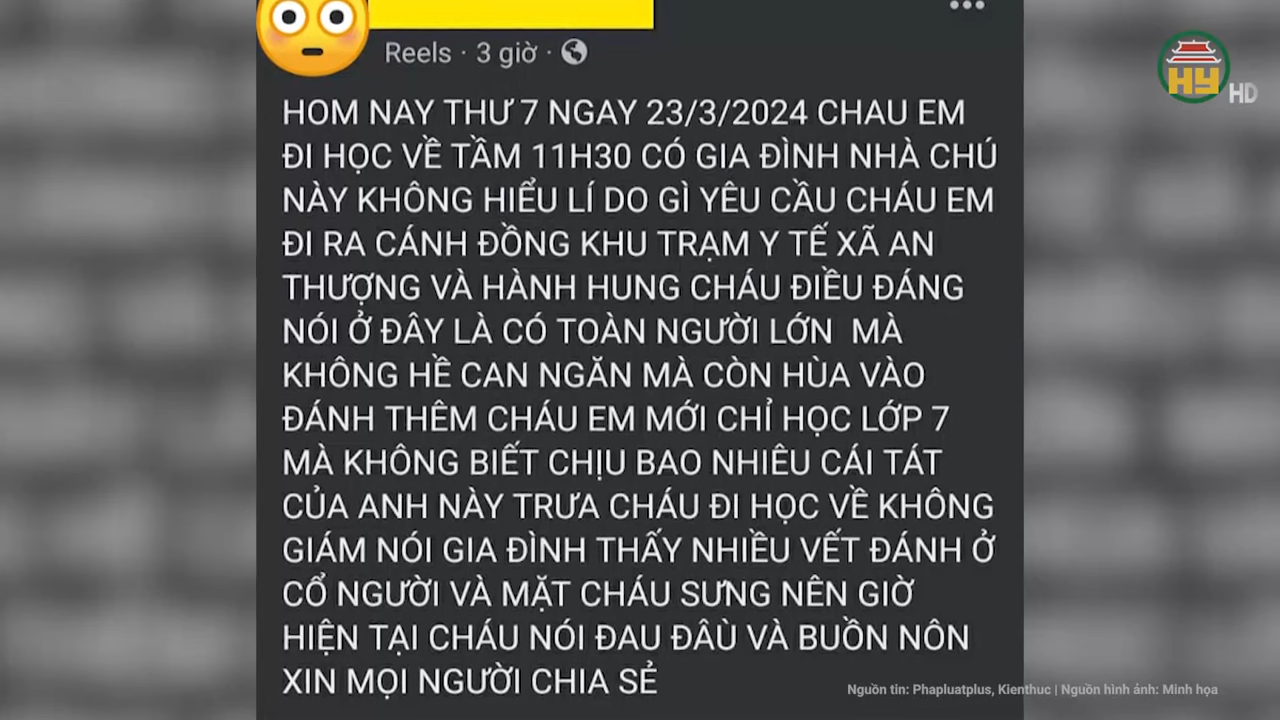 Reels · 3 giờ ·
HY HD
HOM NAY THƯ 7 NGAY 23/3/2024 CHAU EM
ĐI HỌC VỀ TẦM 11H30 CÓ GIA ĐÌNH NHÀ CHÚ
NÀY KHÔNG HIỂU LÍ DO GÌ YÊU CẦU CHÁU EM
ĐI RA CÁNH ĐỒNG KHU TRẠM Y TẾ XÃ AN
THƯỢNG VÀ HÀNH HUNG CHÁU ĐIỀU ĐÁNG
NÓI Ở ĐÂY LÀ CÓ TOÀN NGƯỜI LỚN MÀ
KHÔNG HỀ CAN NGĂN MÀ CÒN HÙA VÀO
ĐÁNH THÊM CHÁU EM MỚI CHỈ HỌC LỚP 7
MÀ KHÔNG BIẾT CHỊU BAO NHIÊU CÁI TÁT
CỦA ANH NÀY TRƯA CHÁU ĐI HỌC VỀ KHÔNG
GIÁM NÓI GIA ĐÌNH THẤY NHIỀU VẾT ĐÁNH Ở
CỔ NGƯỜI VÀ MẶT CHÁU SƯNG NÊN GIỜ
HIỆN TẠI CHÁU NÓI ĐAU ĐÂÙ VÀ BUỒN NÔN
XIN MỌI NGƯỜI CHIA SẺ
Nguồn tin: Phapluatplus, Kienthuc | Nguồn hình ảnh: Minh họa